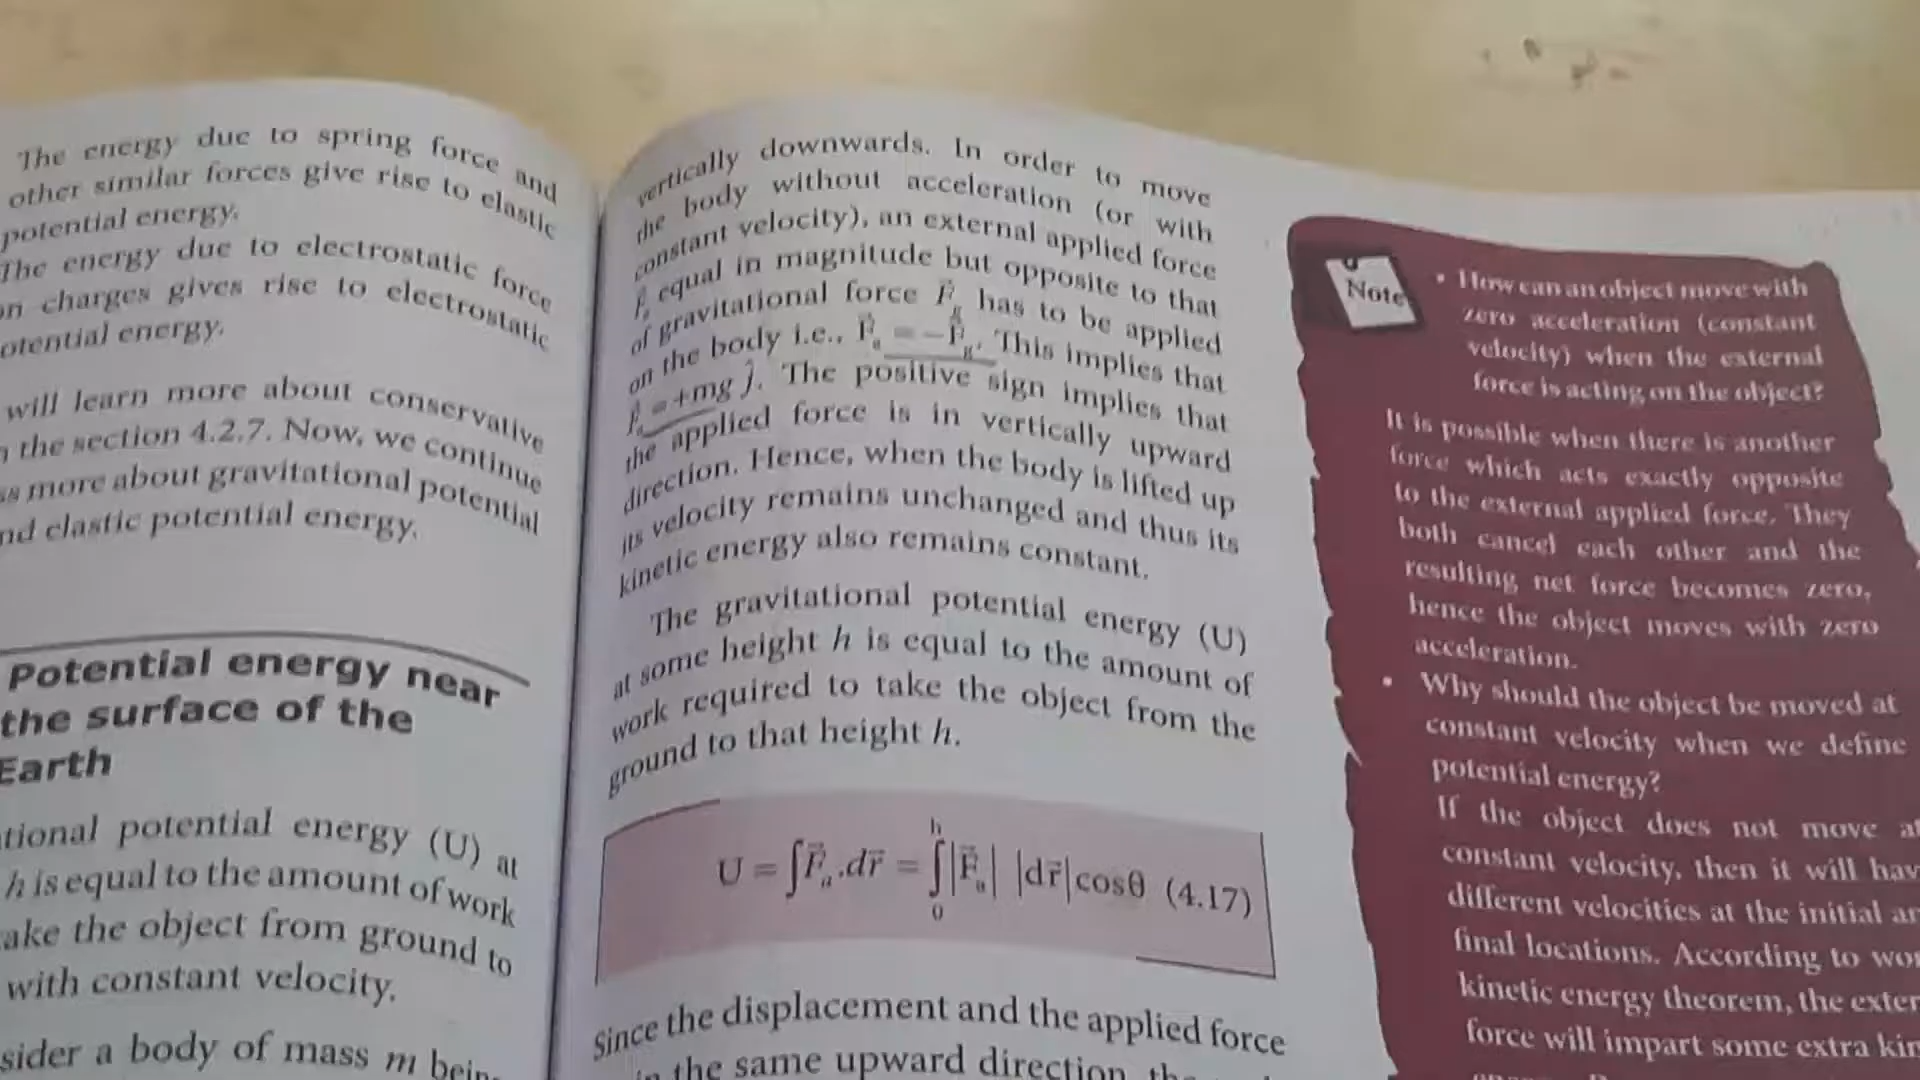 The energy due to spring force and
other similar forces give rise to elastic
potential energy.
The energy due to electrostatic force
on charges gives rise to electrostatic
otential energy.
will learn more about conservative
the section 4.2.7. Now, we continue
more about gravitational potential
nd elastic potential energy.
Potential energy near
the surface of the
Earth
tional potential energy (U) at
h is equal to the amount of work
ake the object from ground to
with constant velocity.
sider a body of mass m being
vertically downwards. In order to move
the body without acceleration (or with
constant velocity), an external applied force
F⃗ₐ equal in magnitude but opposite to that
of gravitational force F⃗g has to be applied
on the body i.e., F⃗ₐ = −F⃗g. This implies that
F⃗ₐ = +mg ĵ. The positive sign implies that
the applied force is in vertically upward
direction. Hence, when the body is lifted up
its velocity remains unchanged and thus its
kinetic energy also remains constant.
The gravitational potential energy (U)
at some height h is equal to the amount of
work required to take the object from the
ground to that height h.
U = ∫F⃗ₐ.dr⃗ = ∫₀ʰ|F⃗ₐ| |dr⃗|cosθ (4.17)
Since the displacement and the applied force
in the same upward direction, the
Note
• How can an object move with
zero acceleration (constant
velocity) when the external
force is acting on the object?
It is possible when there is another
force which acts exactly opposite
to the external applied force. They
both cancel each other and the
resulting net force becomes zero,
hence the object moves with zero
acceleration.
• Why should the object be moved at
constant velocity when we define
potential energy?
If the object does not move at
constant velocity, then it will hav
different velocities at the initial an
final locations. According to wor
kinetic energy theorem, the exter
force will impart some extra kin